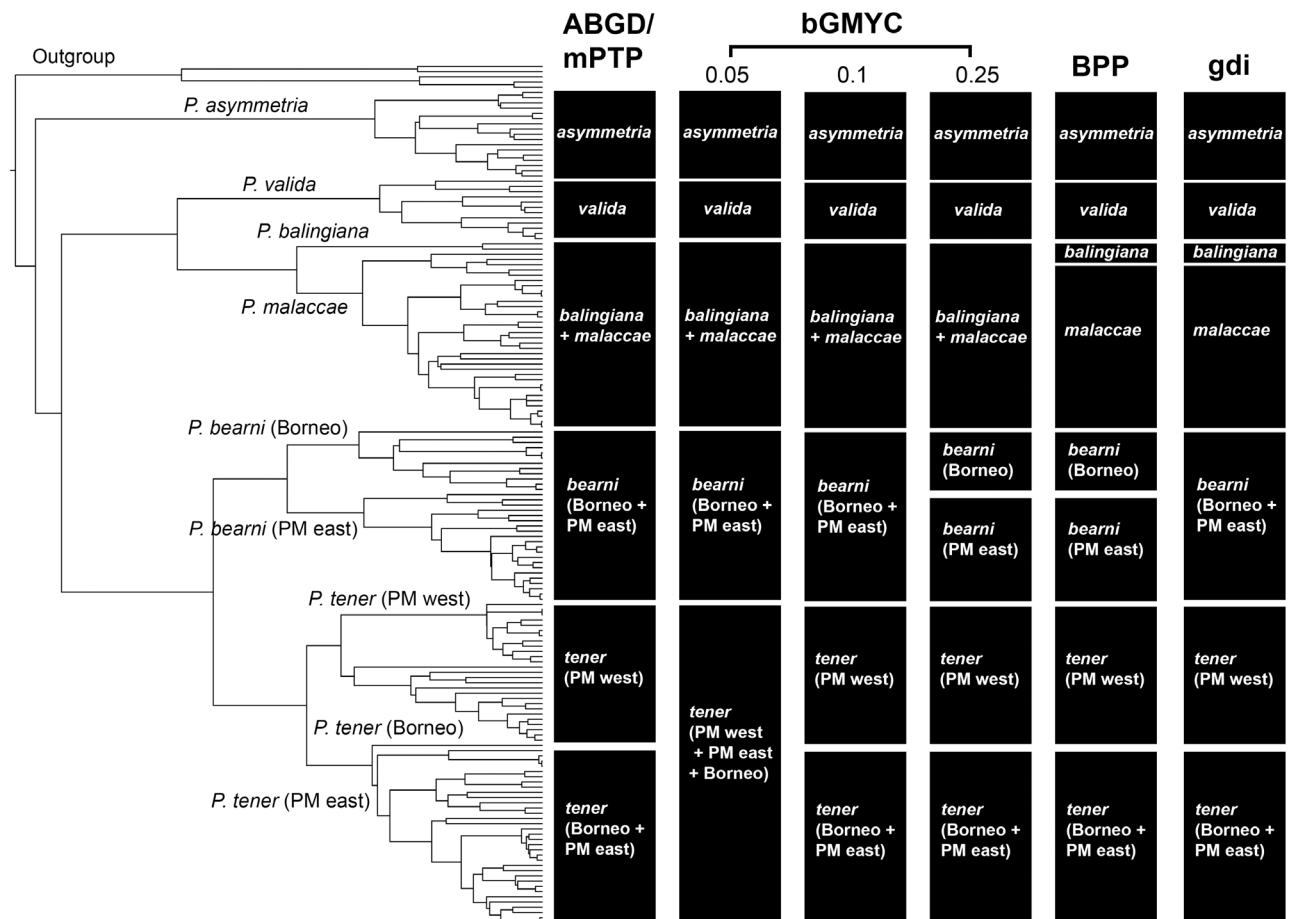 Outgroup
P. asymmetria
P. valida
P. balingiana
P. malaccae
P. bearni (Borneo)
P. bearni (PM east)
P. tener (PM west)
P. tener (Borneo)
P. tener (PM east)
ABGD/
mPTP
asymmetria
valida
balingiana
+ malaccae
bearni
(Borneo +
PM east)
tener
(PM west)
tener
(Borneo +
PM east)
bGMYC
0.05
asymmetria
valida
balingiana
+ malaccae
bearni
(Borneo +
PM east)
tener
(PM west
+ PM east
+ Borneo)
0.1
asymmetria
valida
balingiana
+ malaccae
bearni
(Borneo +
PM east)
tener
(PM west)
tener
(Borneo +
PM east)
0.25
asymmetria
valida
balingiana
+ malaccae
bearni
(Borneo)
bearni
(PM east)
tener
(PM west)
tener
(Borneo +
PM east)
BPP
asymmetria
valida
balingiana
malaccae
bearni
(Borneo)
bearni
(PM east)
tener
(PM west)
tener
(Borneo +
PM east)
gdi
asymmetria
valida
balingiana
malaccae
bearni
(Borneo +
PM east)
tener
(PM west)
tener
(Borneo +
PM east)